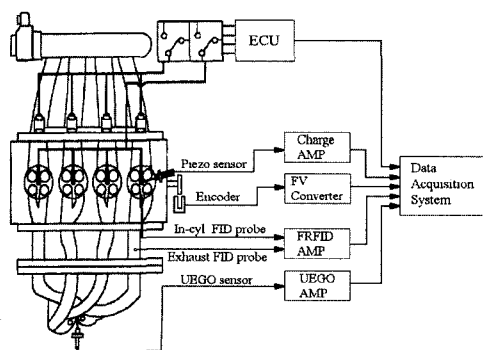 ECU
Piezo sensor
Charge
AMP
Encoder
FV
Converter
Data
Acquisition
System
In-cyl FID probe
Exhaust FID probe
FRFID
AMP
UEGO sensor
UEGO
AMP